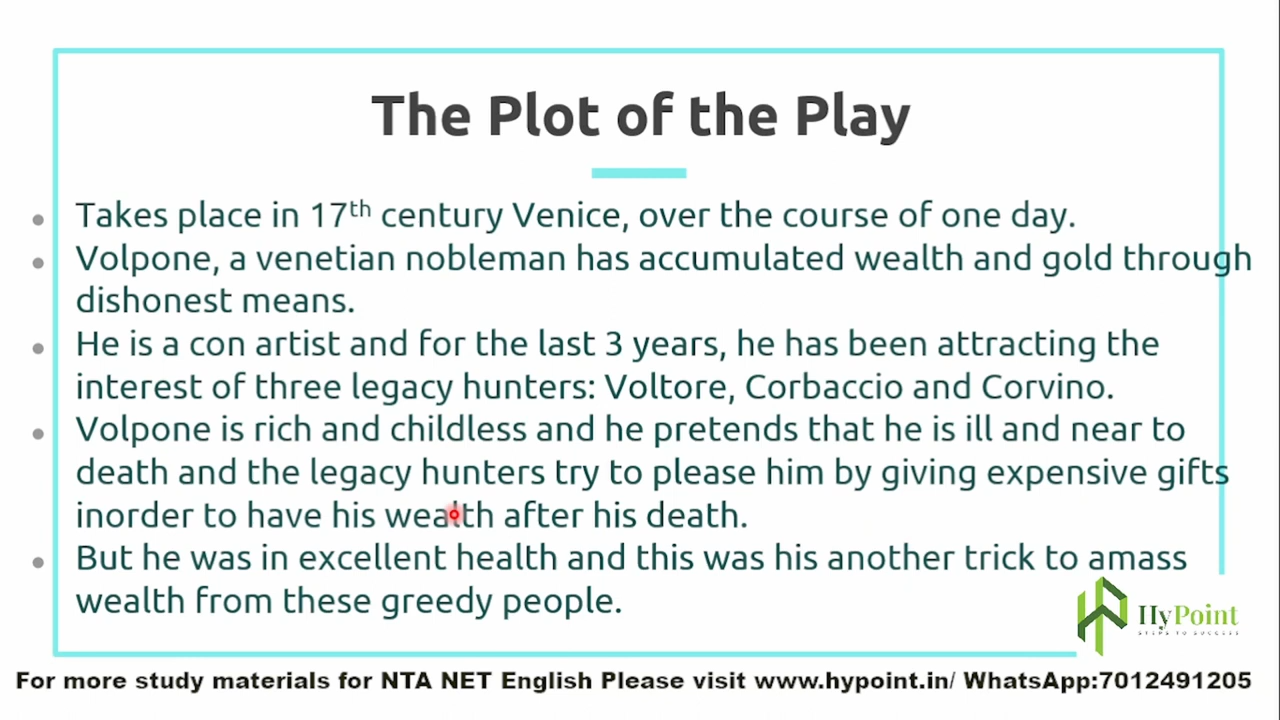 The Plot of the Play
• Takes place in 17th century Venice, over the course of one day.
• Volpone, a venetian nobleman has accumulated wealth and gold through
dishonest means.
• He is a con artist and for the last 3 years, he has been attracting the
interest of three legacy hunters: Voltore, Corbaccio and Corvino.
• Volpone is rich and childless and he pretends that he is ill and near to
death and the legacy hunters try to please him by giving expensive gifts
inorder to have his wealth after his death.
• But he was in excellent health and this was his another trick to amass
wealth from these greedy people.
HyPoint
STEPS TO SUCCESS
For more study materials for NTA NET English Please visit www.hypoint.in/ WhatsApp:7012491205